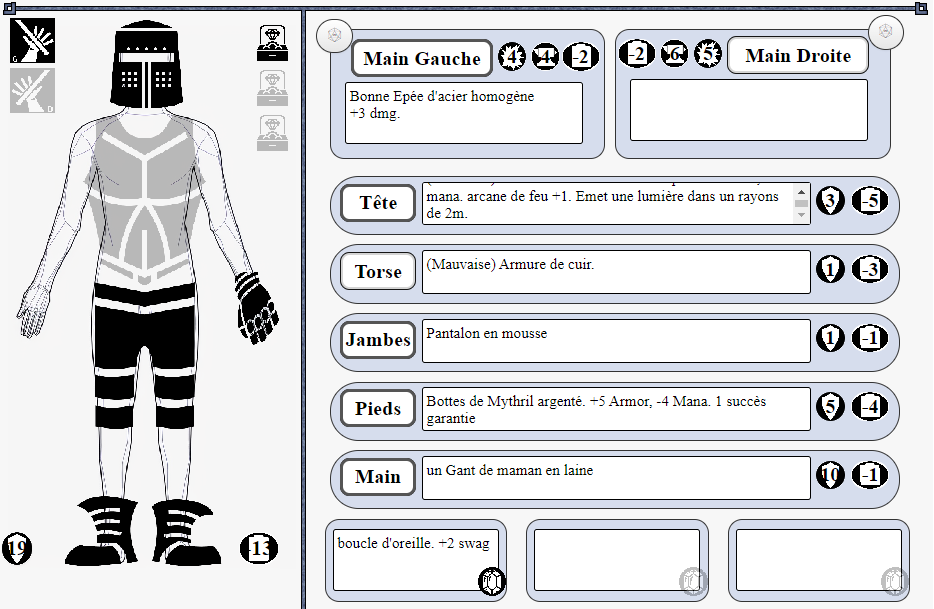 G
D
19
-13
Main Gauche
4
4
-2
Bonne Epée d'acier homogène
+3 dmg.
-2
6
5
Main Droite
Tête
mana. arcane de feu +1. Emet une lumière dans un rayons
de 2m.
3
-5
Torse
(Mauvaise) Armure de cuir.
1
-3
Jambes
Pantalon en mousse
1
-1
Pieds
Bottes de Mythril argenté. +5 Armor, -4 Mana. 1 succès
garantie
5
-4
Main
un Gant de maman en laine
10
-1
boucle d'oreille. +2 swag